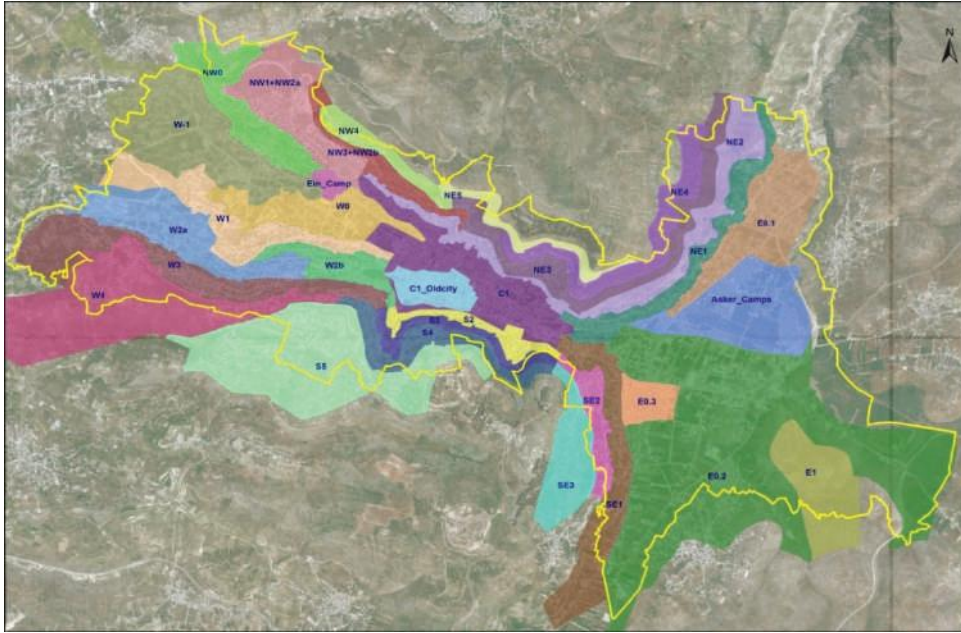 N
NW0
NW1+NW2a
W-1
NW4
NE2
NW3+NW2b
Ein_Camp
NE4
NE5
W0
W1
W2a
E0.1
NE1
W3
W2b
NE3
C1_Oldcity
C1
W4
Asker_Camps
S3
S2
S4
S5
SE2
E0.3
E0.2
E1
SE3
SE1